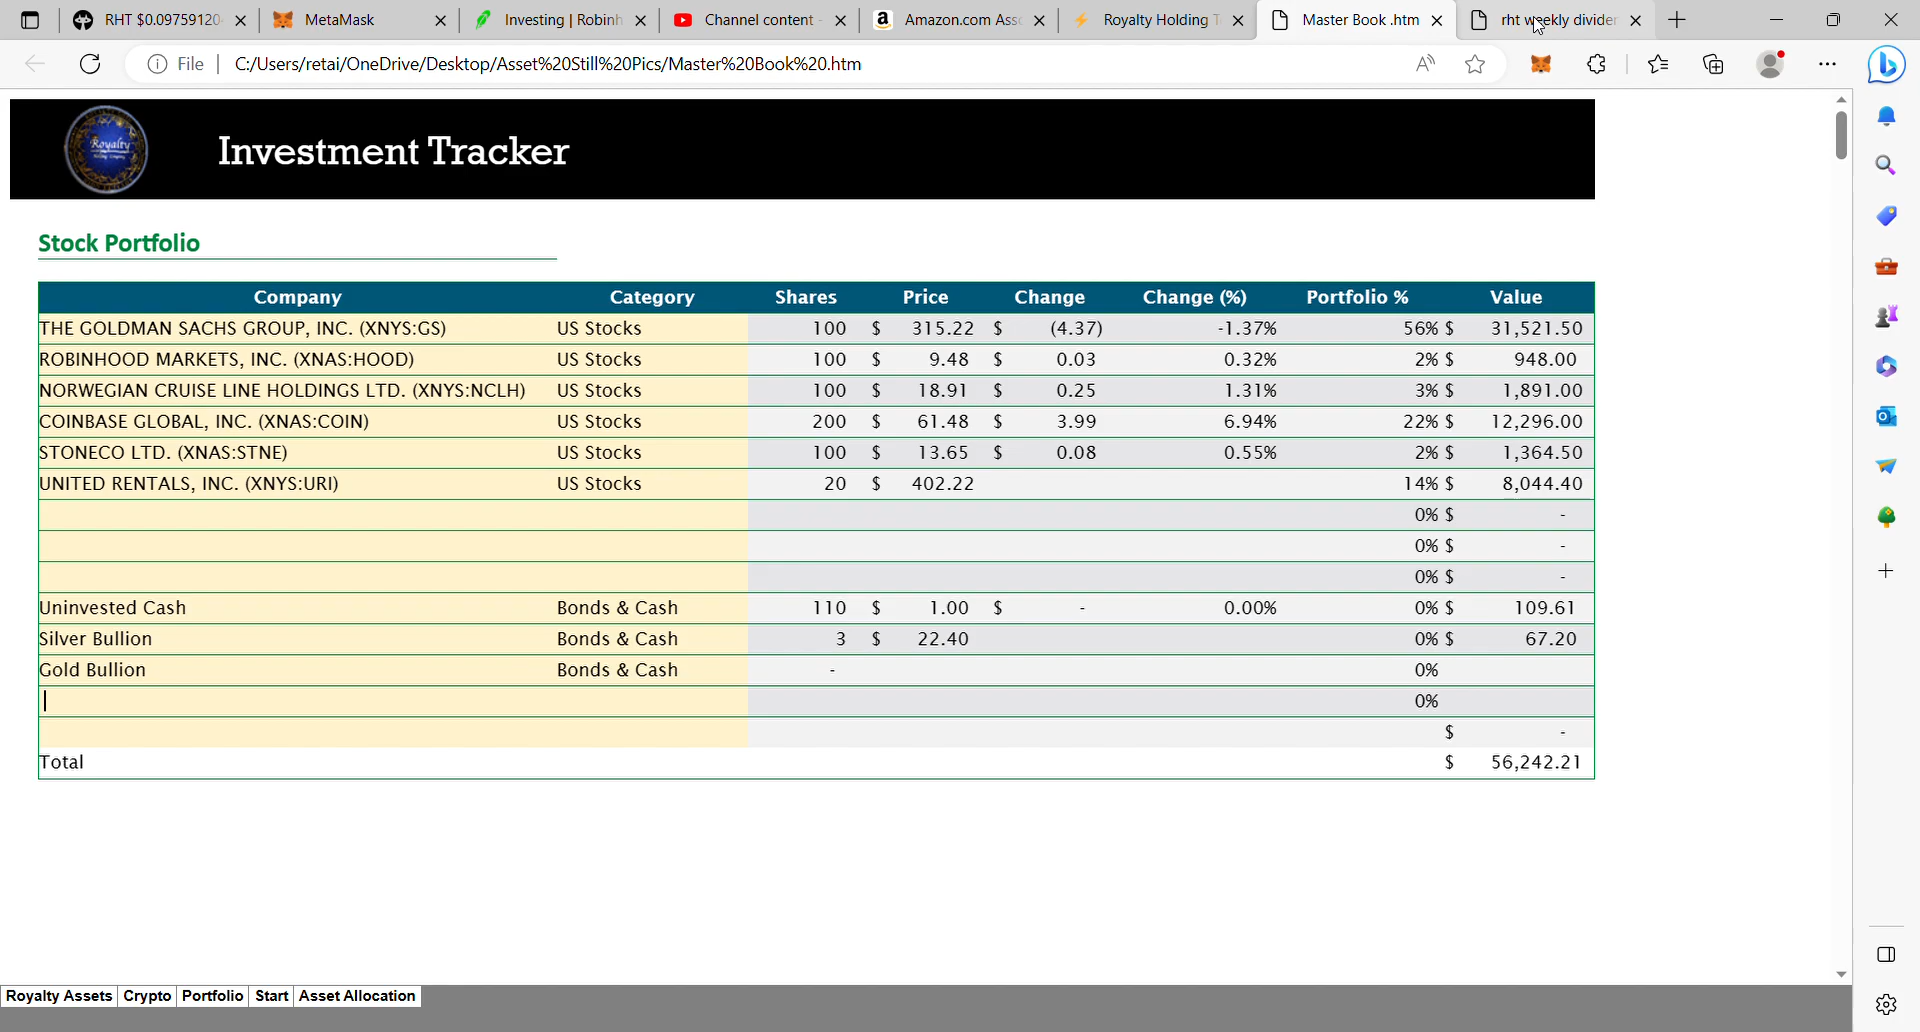 RHT $0.09759120
MetaMask
Investing | Robinh
Channel content -
Amazon.com Asso
Royalty Holding T
Master Book .htm
rht weekly divider
File
C:/Users/retai/OneDrive/Desktop/Asset%20Still%20Pics/Master%20Book%20.htm
Royalty
Investment Tracker
Stock Portfolio
Company Category Shares Price Change Change (%) Portfolio % Value
THE GOLDMAN SACHS GROUP, INC. (XNYS:GS) US Stocks 100 $ 315.22 $ (4.37) -1.37% 56% $ 31,521.50
ROBINHOOD MARKETS, INC. (XNAS:HOOD) US Stocks 100 $ 9.48 $ 0.03 0.32% 2% $ 948.00
NORWEGIAN CRUISE LINE HOLDINGS LTD. (XNYS:NCLH) US Stocks 100 $ 18.91 $ 0.25 1.31% 3% $ 1,891.00
COINBASE GLOBAL, INC. (XNAS:COIN) US Stocks 200 $ 61.48 $ 3.99 6.94% 22% $ 12,296.00
STONECO LTD. (XNAS:STNE) US Stocks 100 $ 13.65 $ 0.08 0.55% 2% $ 1,364.50
UNITED RENTALS, INC. (XNYS:URI) US Stocks 20 $ 402.22 14% $ 8,044.40
0% $ -
0% $ -
0% $ -
Uninvested Cash Bonds & Cash 110 $ 1.00 $ - 0.00% 0% $ 109.61
Silver Bullion Bonds & Cash 3 $ 22.40 0% $ 67.20
Gold Bullion Bonds & Cash - 0%
0%
$ -
Total $ 56,242.21
Royalty Assets Crypto Portfolio Start Asset Allocation